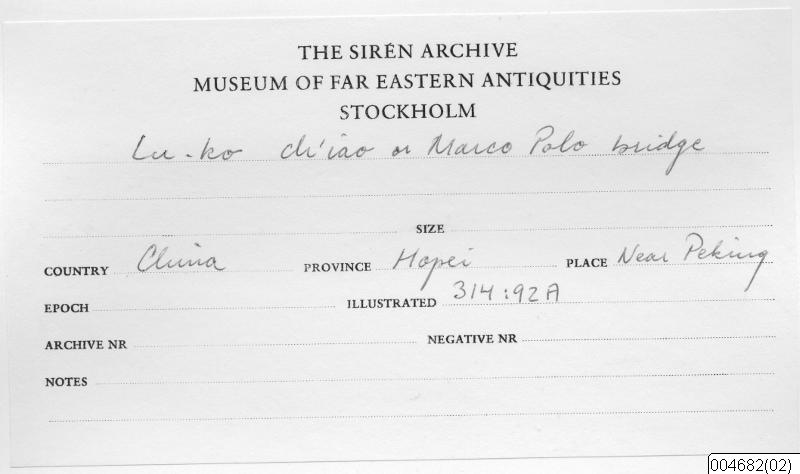 THE SIRÉN ARCHIVE
MUSEUM OF FAR EASTERN ANTIQUITIES
STOCKHOLM
Lu-ko ch'iao or Marco Polo bridge
SIZE
COUNTRY China PROVINCE Hopei PLACE Near Peking
EPOCH ILLUSTRATED 314:92A
ARCHIVE NR NEGATIVE NR
NOTES
004682(02)